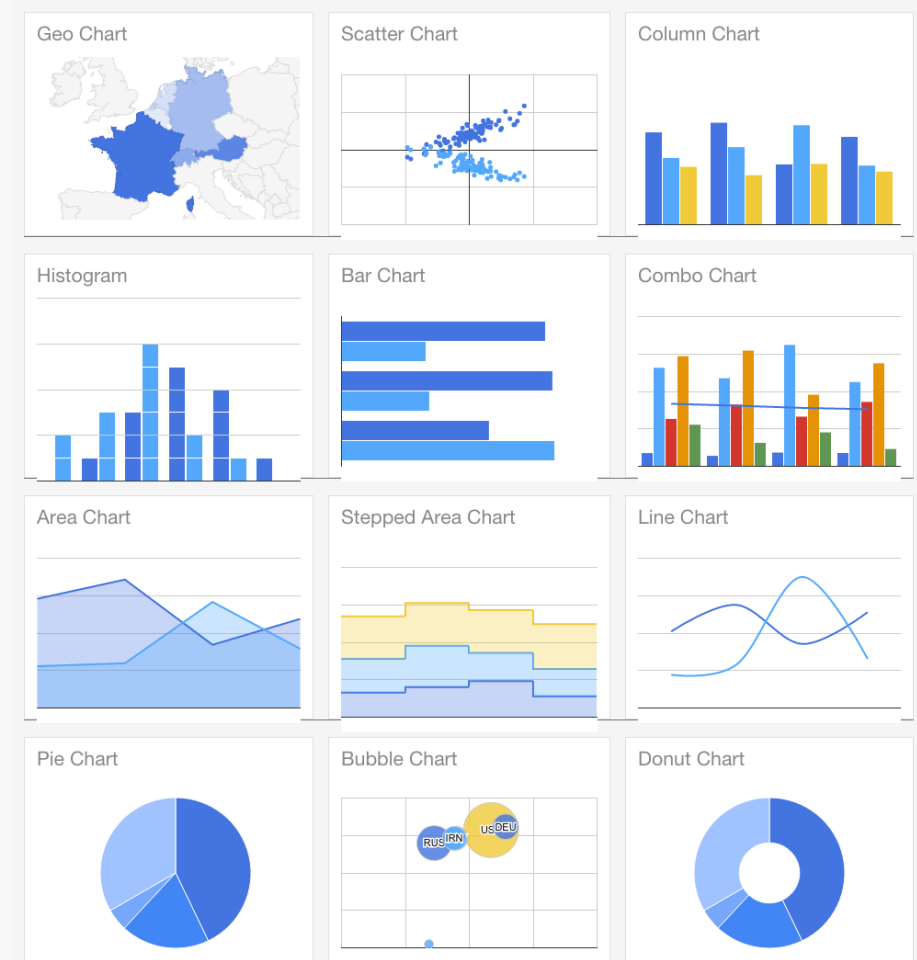 Geo Chart
Scatter Chart
Column Chart
Histogram
Bar Chart
Combo Chart
Area Chart
Stepped Area Chart
Line Chart
Pie Chart
Bubble Chart
Donut Chart
RUS
IRN
US
DEU